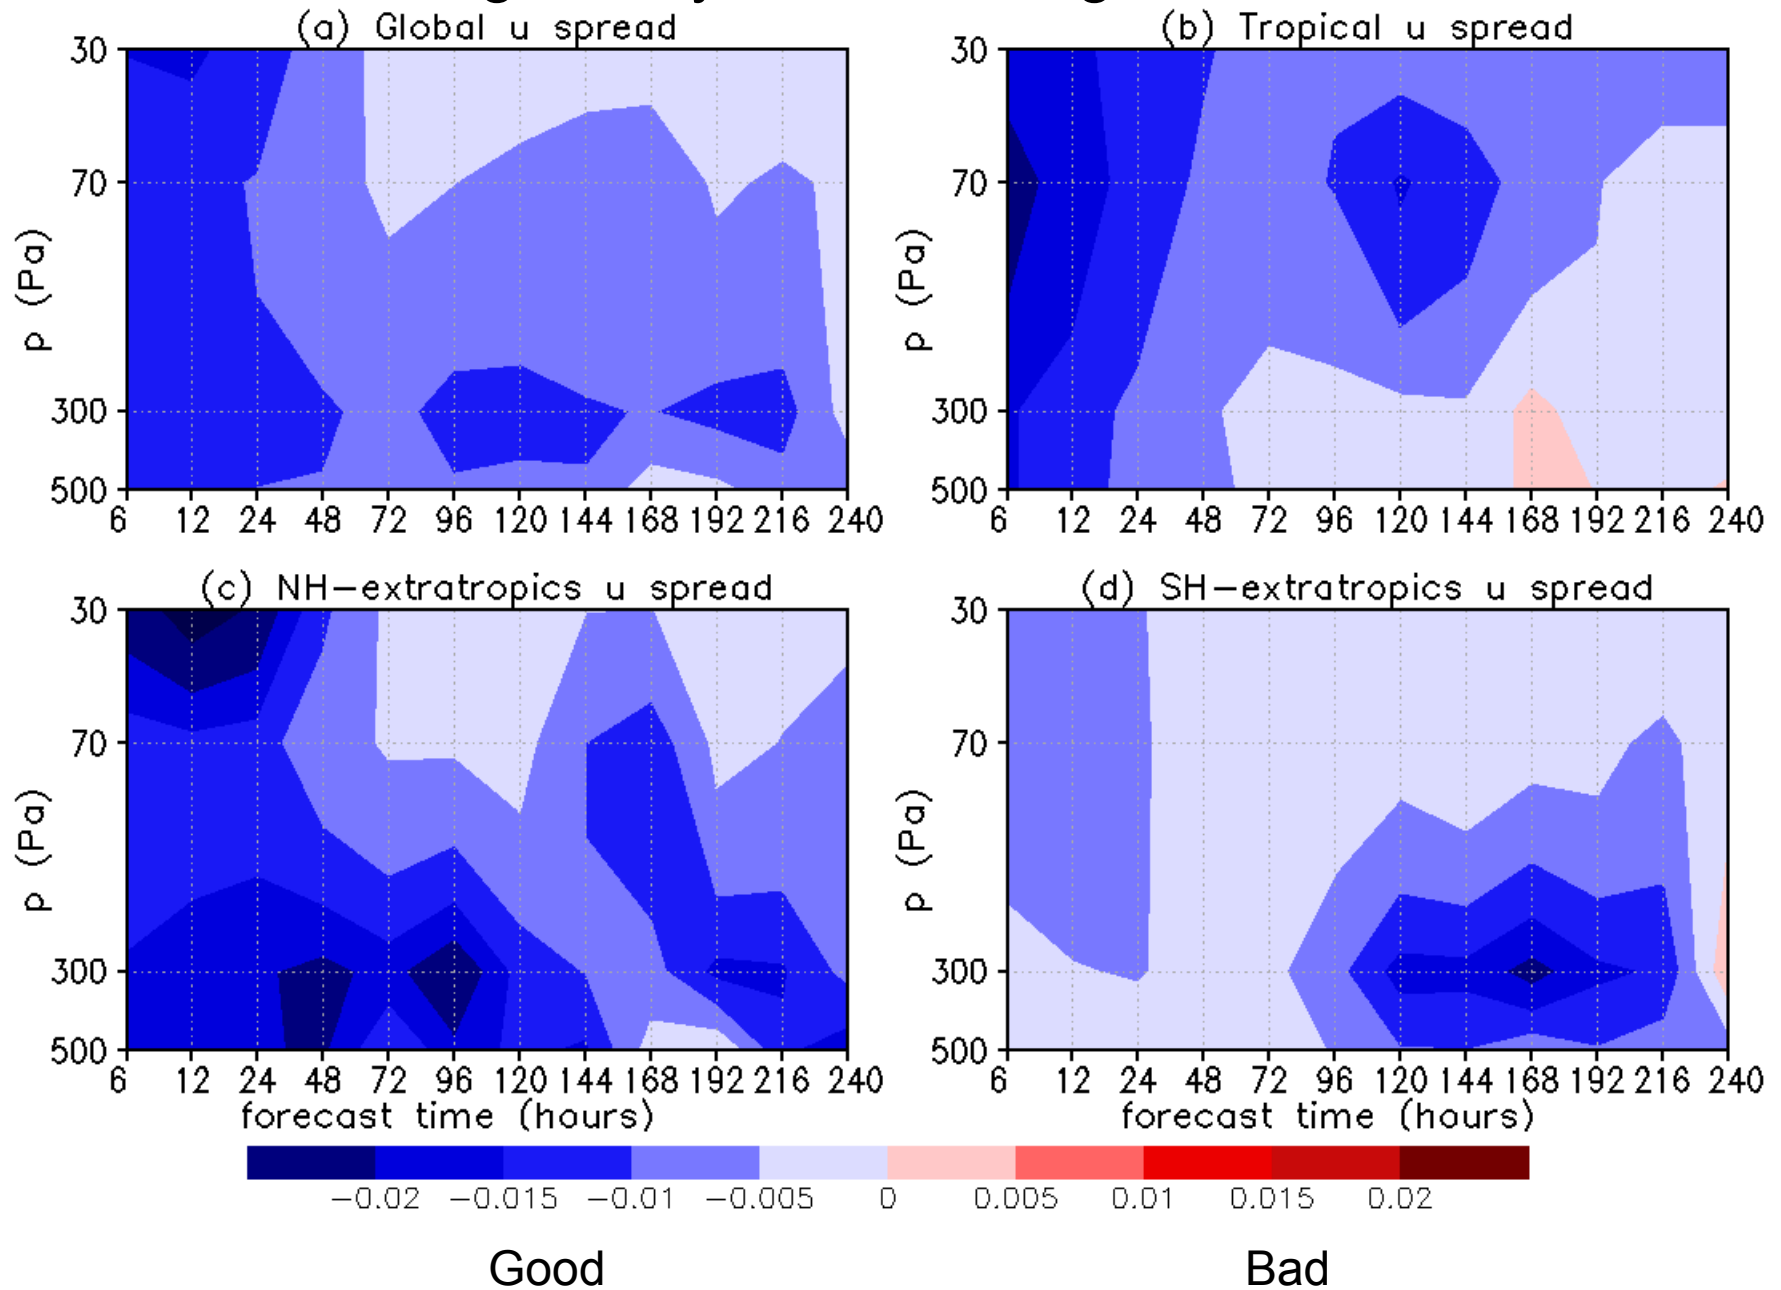 (a) Global u spread
(b) Tropical u spread
30
70
300
500
p (Pa)
6 12 24 48 72 96 120 144 168 192 216 240
30
70
300
500
p (Pa)
6 12 24 48 72 96 120 144 168 192 216 240
(c) NH-extratropics u spread
(d) SH-extratropics u spread
30
70
300
500
p (Pa)
6 12 24 48 72 96 120 144 168 192 216 240
forecast time (hours)
30
70
300
500
p (Pa)
6 12 24 48 72 96 120 144 168 192 216 240
forecast time (hours)
-0.02 -0.015 -0.01 -0.005 0 0.005 0.01 0.015 0.02
Good Bad